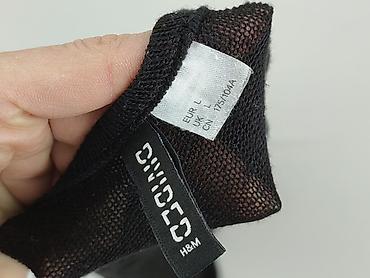 EUR L
UK L
CN 175/104A
DIVIDED
H&M